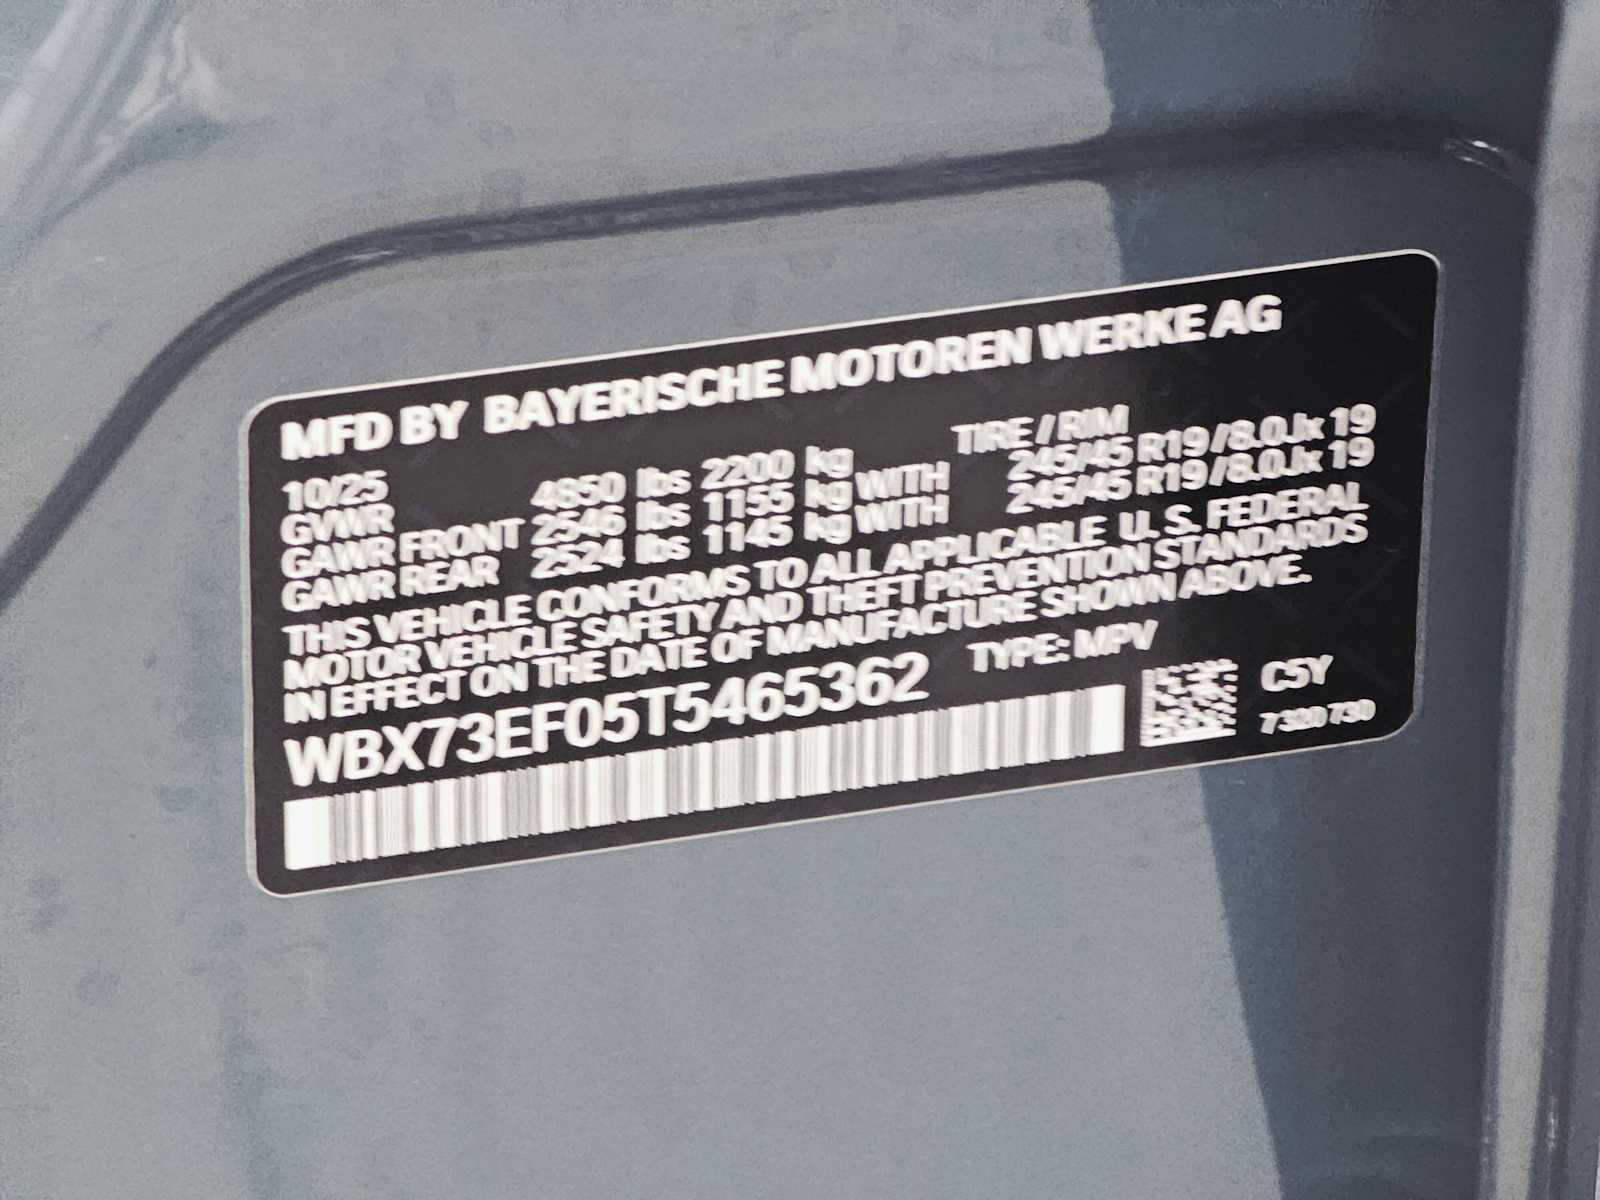 MFD BY BAYERISCHE MOTOREN WERKE AG
10/25 TIRE / RIM
GVWR 4850 lbs 2200 kg
GAWR FRONT 2546 lbs 1155 kg WITH 245/45 R19 / 8.0Jx 19
GAWR REAR 2524 lbs 1145 kg WITH 245/45 R19 / 8.0Jx 19
THIS VEHICLE CONFORMS TO ALL APPLICABLE U. S. FEDERAL
MOTOR VEHICLE SAFETY AND THEFT PREVENTION STANDARDS
IN EFFECT ON THE DATE OF MANUFACTURE SHOWN ABOVE.
WBX73EF05T5465362 TYPE: MPV
C5Y
7 320 730